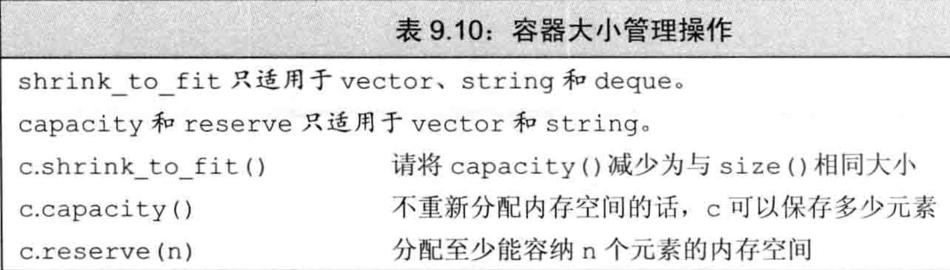 表 9.10：容器大小管理操作
shrink_to_fit 只适用于 vector、string 和 deque。
capacity 和 reserve 只适用于 vector 和 string。
c.shrink_to_fit() 请将 capacity()减少为与 size()相同大小
c.capacity() 不重新分配内存空间的话，c 可以保存多少元素
c.reserve(n) 分配至少能容纳 n 个元素的内存空间